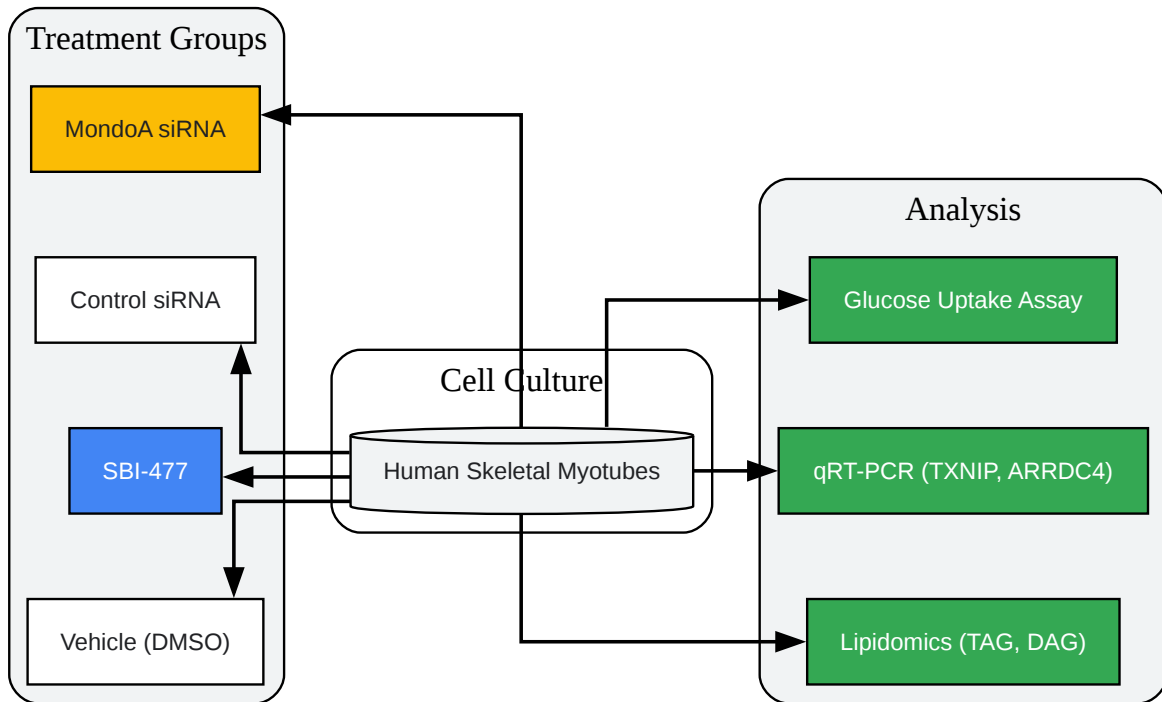 Treatment Groups
MondoA siRNA
Control siRNA
SBI-477
Vehicle (DMSO)
Cell Culture
Human Skeletal Myotubes
Analysis
Glucose Uptake Assay
qRT-PCR (TXNIP, ARRDC4)
Lipidomics (TAG, DAG)